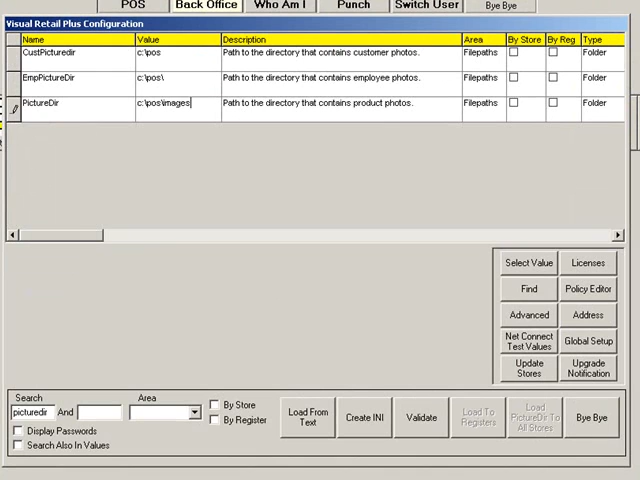 POS Back Office Who Am I Punch Switch User Bye Bye
Visual Retail Plus Configuration
Name Value Description Area By Store By Reg Type
CustPicturedir c:\pos Path to the directory that contains customer photos. Filepaths Folder
EmpPictureDir c:\pos\ Path to the directory that contains employee photos. Filepaths Folder
PictureDir c:\pos\images Path to the directory that contains product photos. Filepaths Folder
Select Value Licenses
Find Policy Editor
Advanced Address
Net Connect
Test Values
Global Setup
Update
Stores
Upgrade
Notification
Search Area
picturedir And
By Store
By Register
Display Passwords
Search Also In Values
Load From
Text
Create INI
Validate
Load To
Registers
Load
PictureDir To
All Stores
Bye Bye